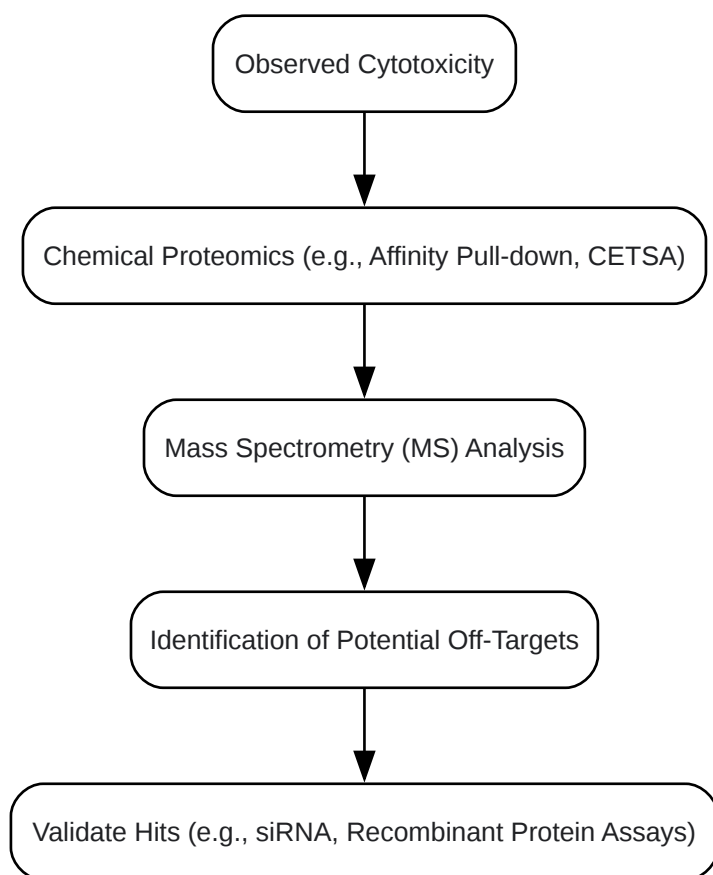 Observed Cytotoxicity
Chemical Proteomics (e.g., Affinity Pull-down, CETSA)
Mass Spectrometry (MS) Analysis
Identification of Potential Off-Targets
Validate Hits (e.g., siRNA, Recombinant Protein Assays)